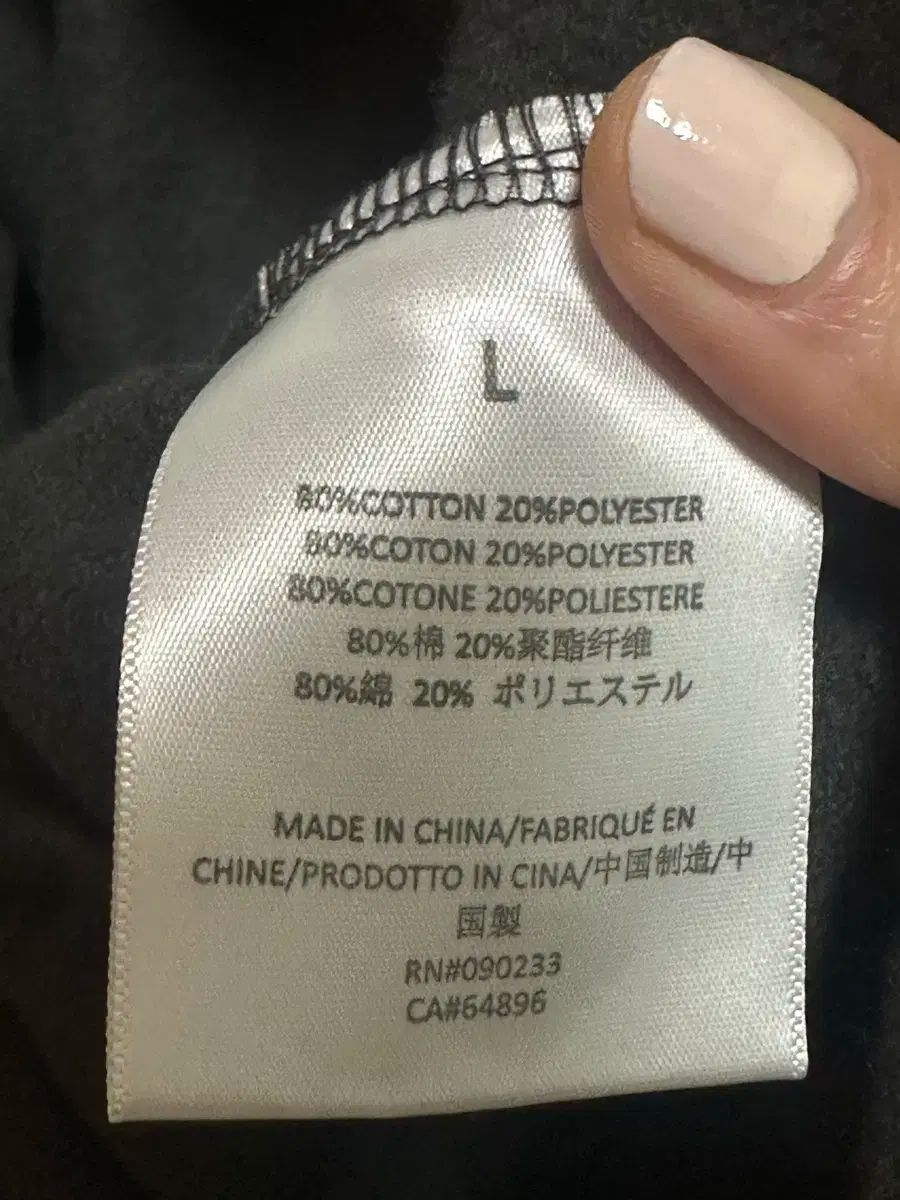 L
80%COTTON 20%POLYESTER
80%COTON 20%POLYESTER
80%COTONE 20%POLIESTERE
80%棉 20%聚酯纤维
80%綿 20% ポリエステル
MADE IN CHINA/FABRIQUÉ EN
CHINE/PRODOTTO IN CINA/中国制造/中
国製
RN#090233
CA#64896